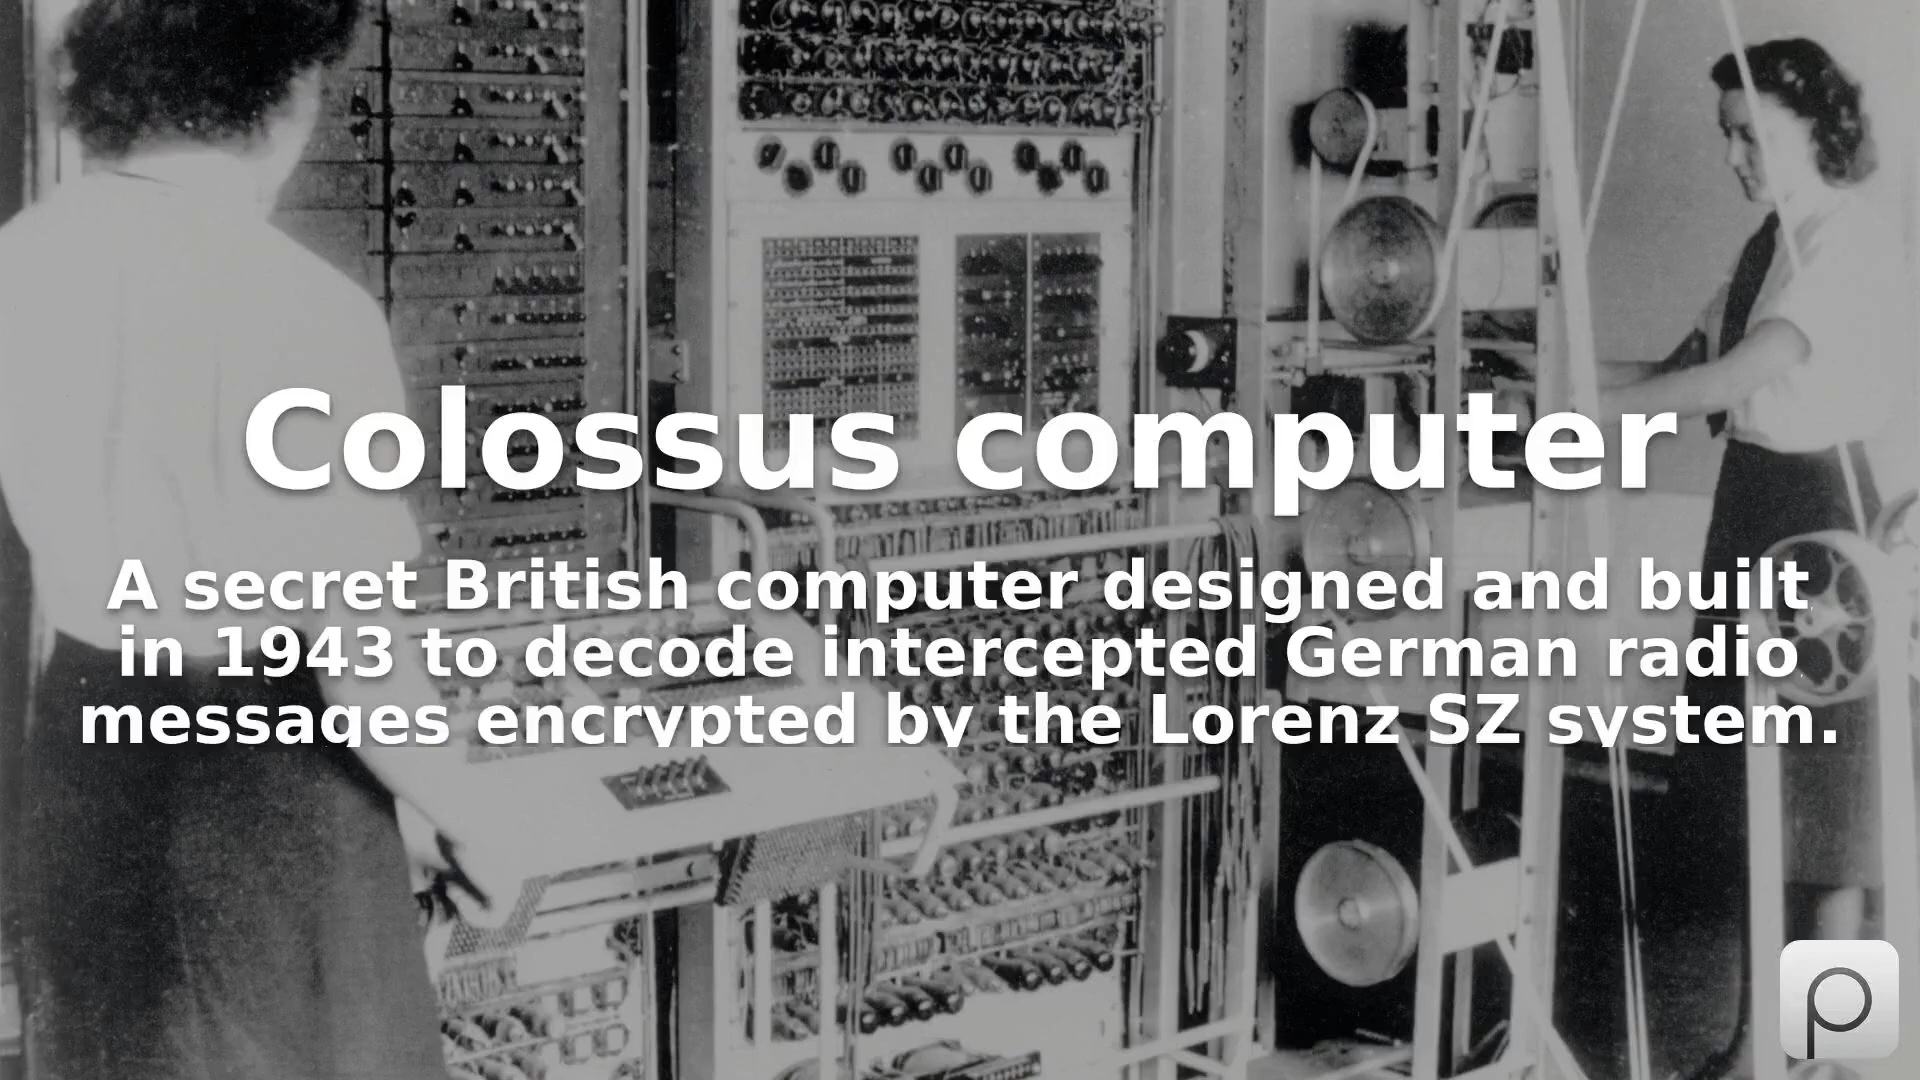 Colossus computer
A secret British computer designed and built
in 1943 to decode intercepted German radio
messages encrypted by the Lorenz SZ system.